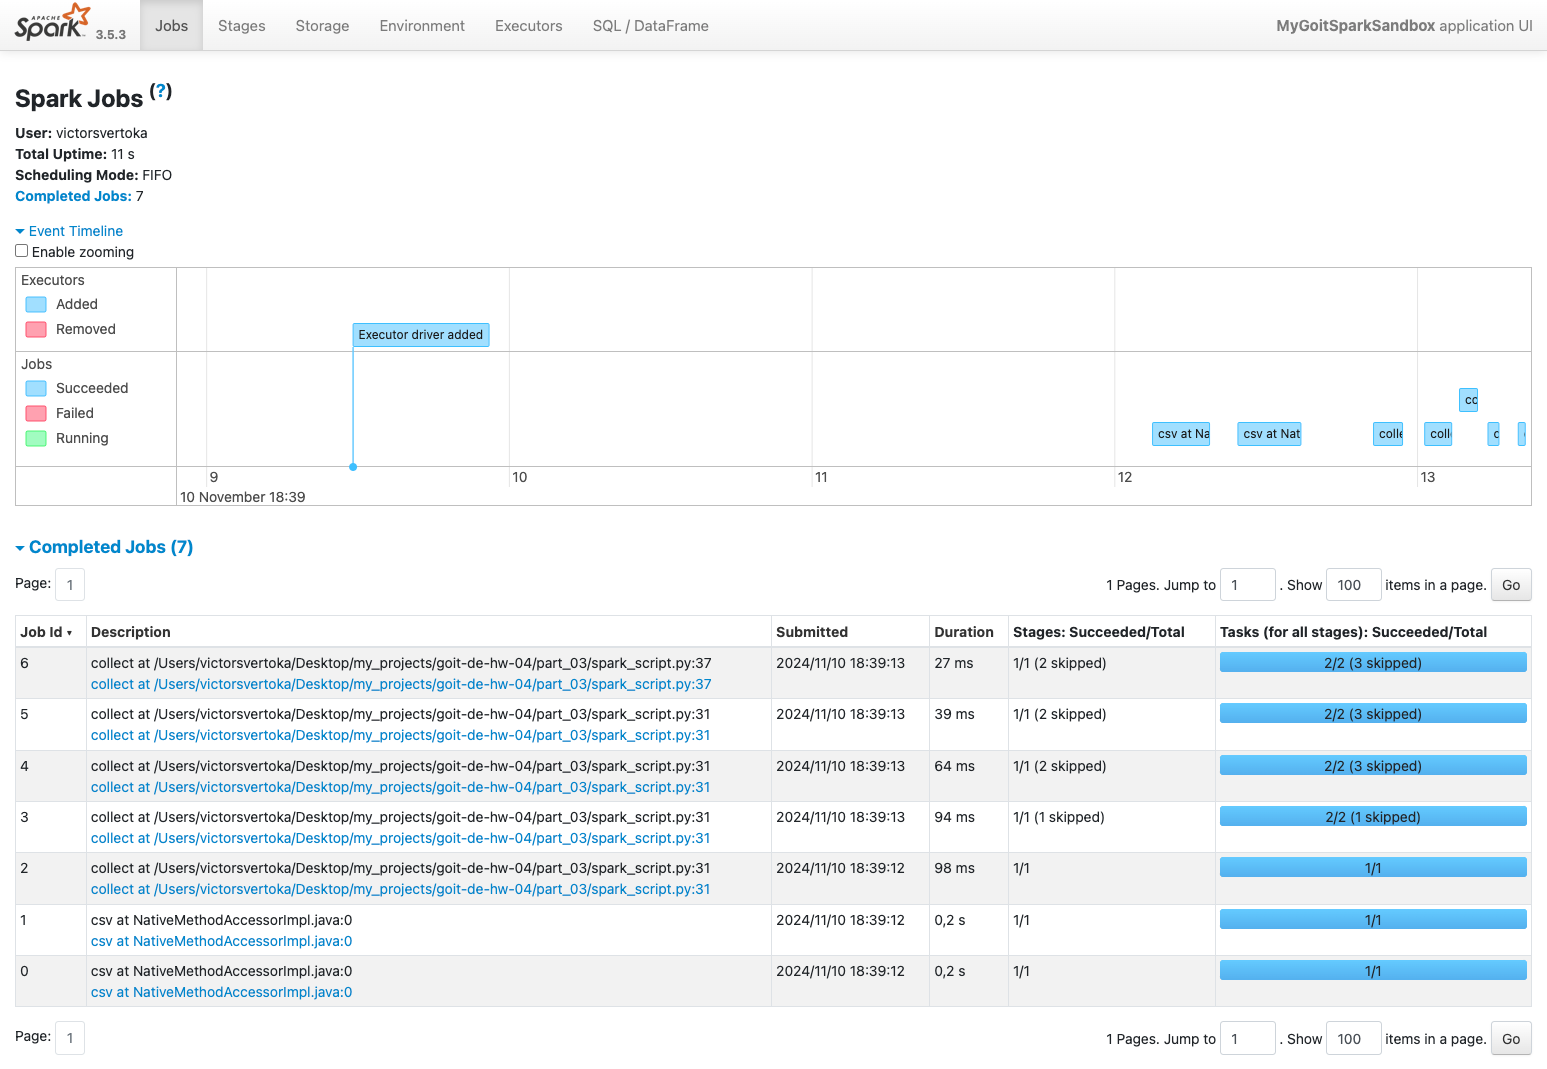 APACHE Spark 3.5.3 Jobs Stages Storage Environment Executors SQL / DataFrame MyGoitSparkSandbox application UI
Spark Jobs (?)
User: victorsvertoka
Total Uptime: 11 s
Scheduling Mode: FIFO
Completed Jobs: 7
Event Timeline
Enable zooming
Executors
Added
Removed
Executor driver added
Jobs
Succeeded
Failed
Running
co
csv at Na csv at Nat colle coll c
9 10 11 12 13
10 November 18:39
Completed Jobs (7)
Page: 1 1 Pages. Jump to 1 . Show 100 items in a page. Go
Job Id ▾ Description Submitted Duration Stages: Succeeded/Total Tasks (for all stages): Succeeded/Total
6 collect at /Users/victorsvertoka/Desktop/my_projects/goit-de-hw-04/part_03/spark_script.py:37 2024/11/10 18:39:13 27 ms 1/1 (2 skipped) 2/2 (3 skipped)
collect at /Users/victorsvertoka/Desktop/my_projects/goit-de-hw-04/part_03/spark_script.py:37
5 collect at /Users/victorsvertoka/Desktop/my_projects/goit-de-hw-04/part_03/spark_script.py:31 2024/11/10 18:39:13 39 ms 1/1 (2 skipped) 2/2 (3 skipped)
collect at /Users/victorsvertoka/Desktop/my_projects/goit-de-hw-04/part_03/spark_script.py:31
4 collect at /Users/victorsvertoka/Desktop/my_projects/goit-de-hw-04/part_03/spark_script.py:31 2024/11/10 18:39:13 64 ms 1/1 (2 skipped) 2/2 (3 skipped)
collect at /Users/victorsvertoka/Desktop/my_projects/goit-de-hw-04/part_03/spark_script.py:31
3 collect at /Users/victorsvertoka/Desktop/my_projects/goit-de-hw-04/part_03/spark_script.py:31 2024/11/10 18:39:13 94 ms 1/1 (1 skipped) 2/2 (1 skipped)
collect at /Users/victorsvertoka/Desktop/my_projects/goit-de-hw-04/part_03/spark_script.py:31
2 collect at /Users/victorsvertoka/Desktop/my_projects/goit-de-hw-04/part_03/spark_script.py:31 2024/11/10 18:39:12 98 ms 1/1 1/1
collect at /Users/victorsvertoka/Desktop/my_projects/goit-de-hw-04/part_03/spark_script.py:31
1 csv at NativeMethodAccessorImpl.java:0 2024/11/10 18:39:12 0,2 s 1/1 1/1
csv at NativeMethodAccessorImpl.java:0
0 csv at NativeMethodAccessorImpl.java:0 2024/11/10 18:39:12 0,2 s 1/1 1/1
csv at NativeMethodAccessorImpl.java:0
Page: 1 1 Pages. Jump to 1 . Show 100 items in a page. Go